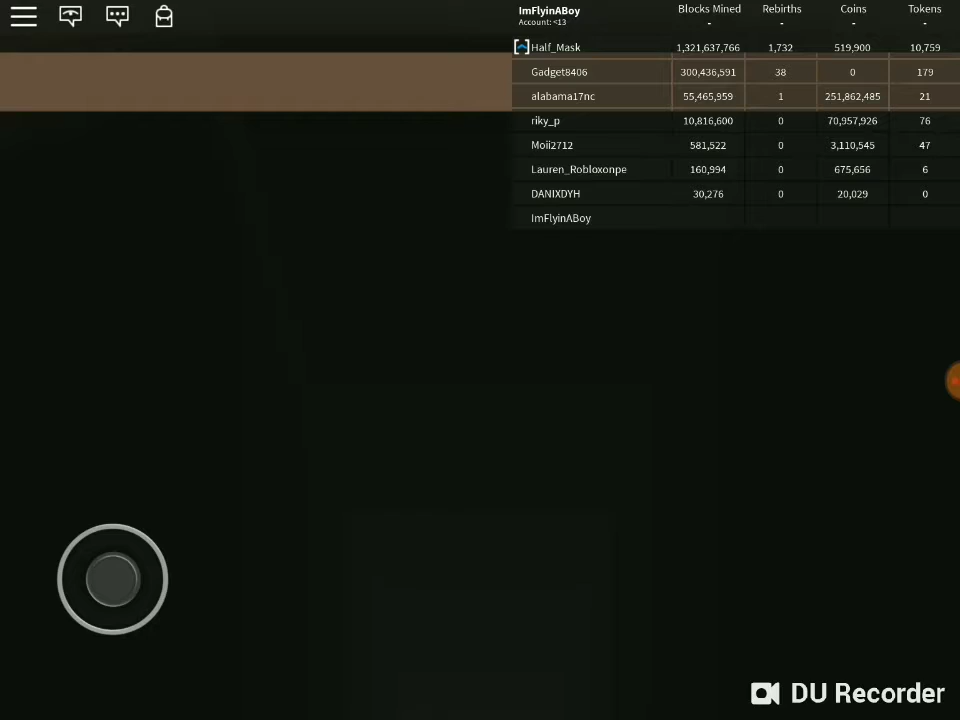 ImFlyinABoy Blocks Mined Rebirths Coins Tokens
Account: <13 - - - -
Half_Mask 1,321,637,766 1,732 519,900 10,759
Gadget8406 300,436,591 38 0 179
alabama17nc 55,465,959 1 251,862,485 21
riky_p 10,816,600 0 70,957,926 76
Moii2712 581,522 0 3,110,545 47
Lauren_Robloxonpe 160,994 0 675,656 6
DANIXDYH 30,276 0 20,029 0
ImFlyinABoy
DU Recorder